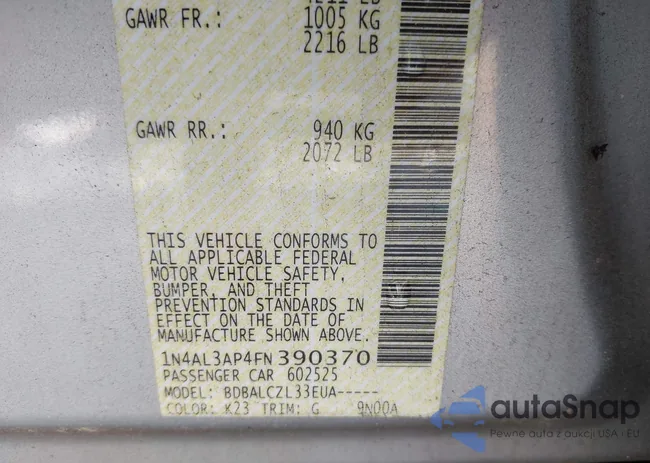 GAWR FR.: 1005 KG
2216 LB
GAWR RR.: 940 KG
2072 LB
THIS VEHICLE CONFORMS TO
ALL APPLICABLE FEDERAL
MOTOR VEHICLE SAFETY,
BUMPER, AND THEFT
PREVENTION STANDARDS IN
EFFECT ON THE DATE OF
MANUFACTURE SHOWN ABOVE.
1N4AL3AP4FN390370
PASSENGER CAR 602525
MODEL: BDBALCZL33EUA-----
COLOR: K23 TRIM: G 9N00A
autaSnap
Pewne auta z aukcji USA i EU